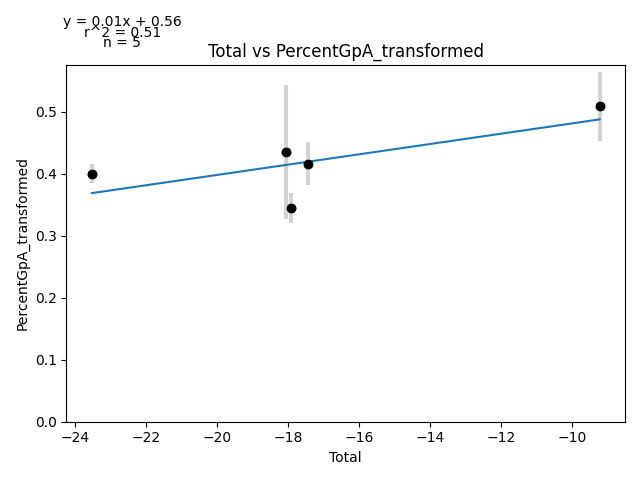 y = 0.01x + 0.56
r^2 = 0.51
n = 5
Total vs PercentGpA_transformed
PercentGpA_transformed
0.5
0.4
0.3
0.2
0.1
0.0
−24 −22 −20 −18 −16 −14 −12 −10
Total